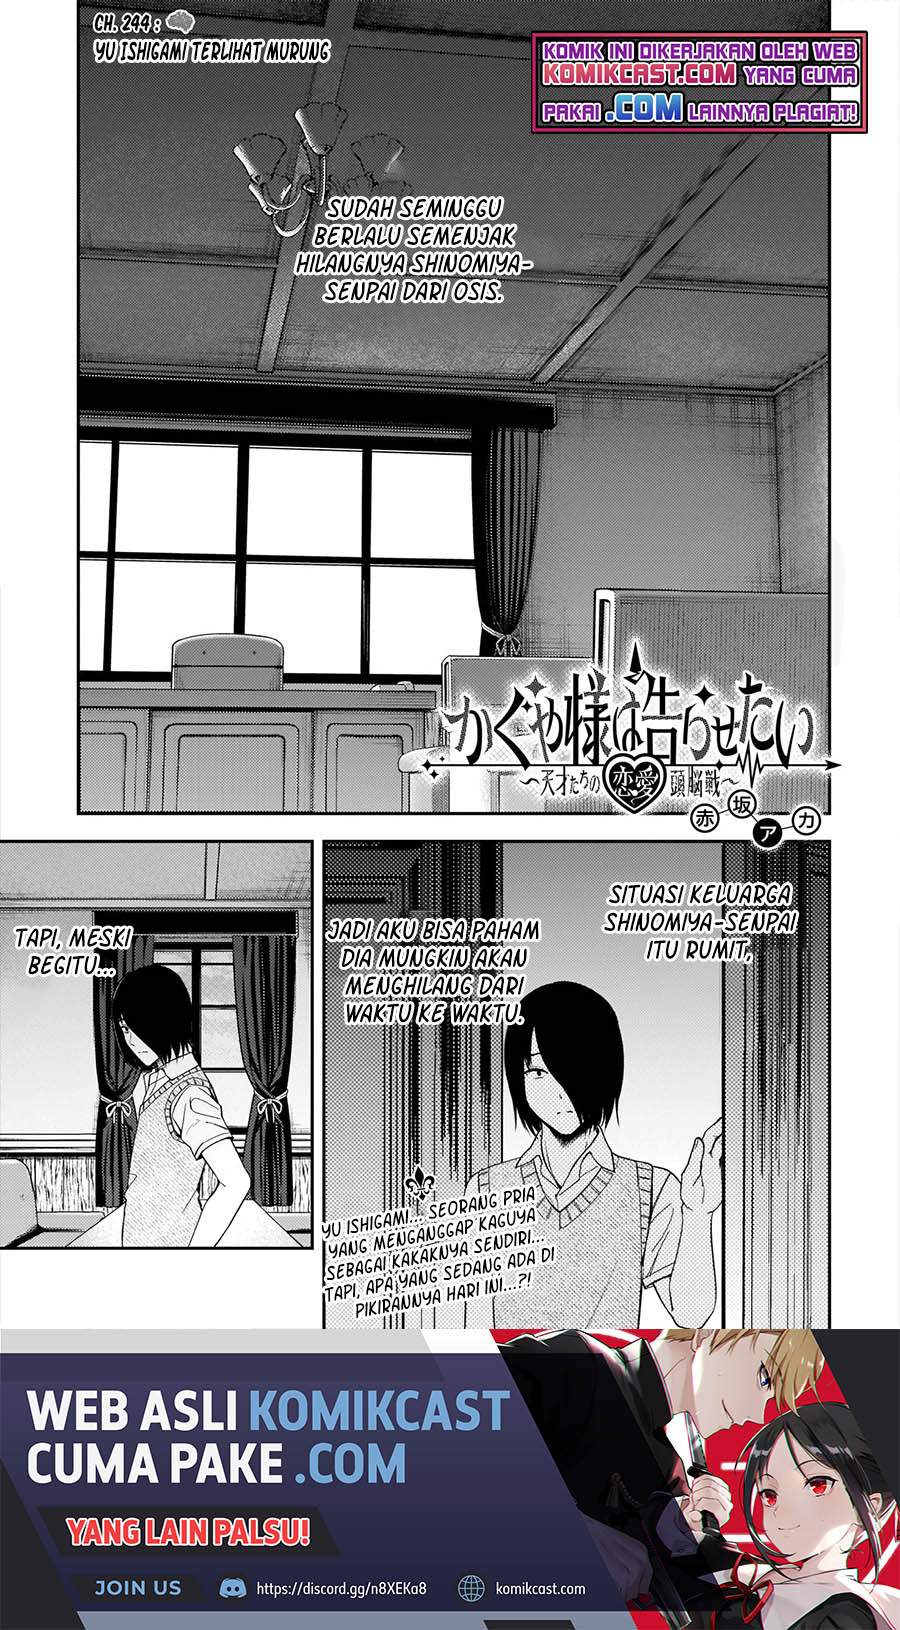 CH. 244 :
YU ISHIGAMI TERLIHAT MURUNG
KOMIK INI DIKERJAKAN OLEH WEB
KOMIKCAST.COM YANG CUMA
PAKAI .COM LAINNYA PLAGIAT!
SUDAH SEMINGGU
BERLALU SEMENJAK
HILANGNYA SHINOMIYA-
SENPAI DARI OSIS.
かぐや様は告らせたい
~天才たちの恋愛頭脳戦~
赤坂アカ
SITUASI KELUARGA
SHINOMIYA-SENPAI
ITU RUMIT,
JADI AKU BISA PAHAM
DIA MUNGKIN AKAN
MENGHILANG DARI
WAKTU KE WAKTU.
YU ISHIGAMI... SEORANG PRIA
YANG MENGANGGAP KAGUYA
SEBAGAI KAKAKNYA SENDIRI...
TAPI, APA YANG SEDANG ADA DI
PIKIRANNYA HARI INI...?!
TAPI, MESKI
BEGITU...
WEB ASLI KOMIKCAST
CUMA PAKE .COM
YANG LAIN PALSU!
JOIN US
https://discord.gg/n8XEKa8
komikcast.com